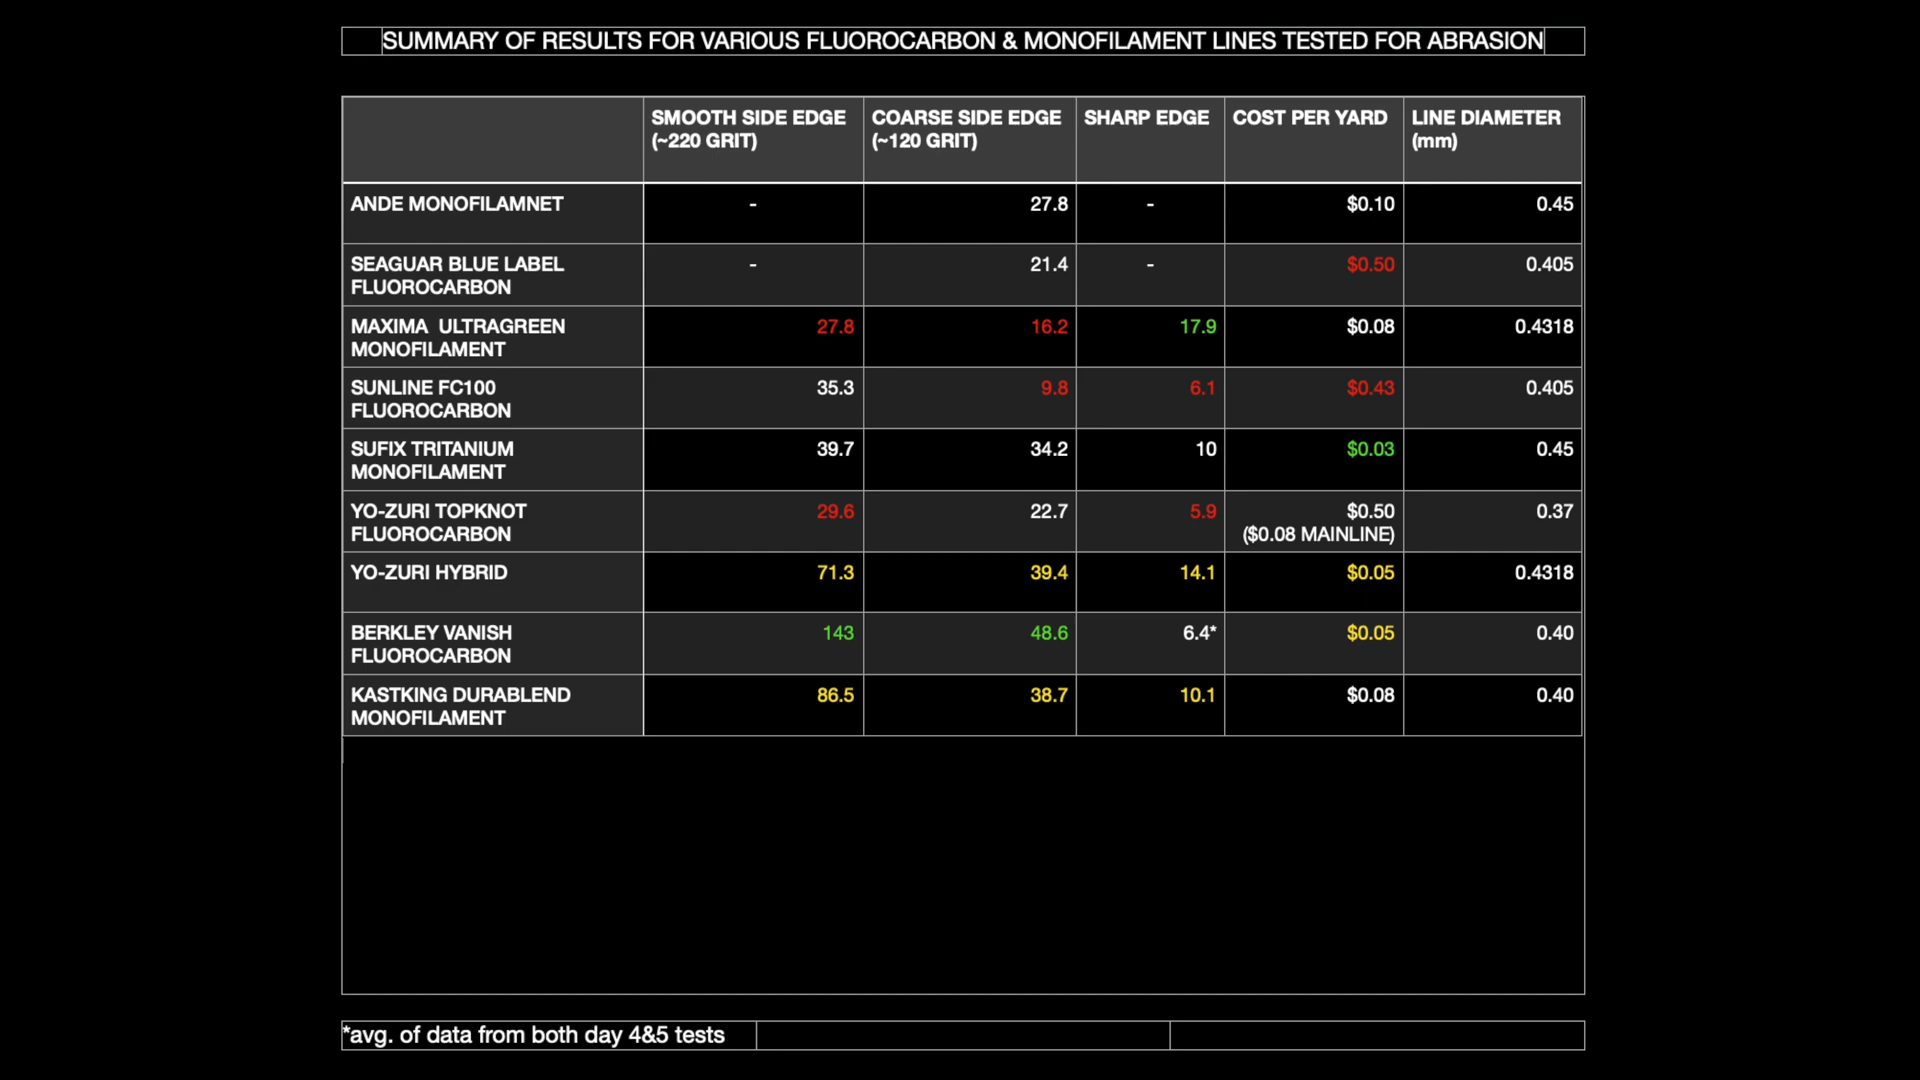 SUMMARY OF RESULTS FOR VARIOUS FLUOROCARBON & MONOFILAMENT LINES TESTED FOR ABRASION
SMOOTH SIDE EDGE (~220 GRIT) COARSE SIDE EDGE (~120 GRIT) SHARP EDGE COST PER YARD LINE DIAMETER (mm)
ANDE MONOFILAMNET - 27.8 - $0.10 0.45
SEAGUAR BLUE LABEL FLUOROCARBON - 21.4 - $0.50 0.405
MAXIMA ULTRAGREEN MONOFILAMENT 27.8 16.2 17.9 $0.08 0.4318
SUNLINE FC100 FLUOROCARBON 35.3 9.8 6.1 $0.43 0.405
SUFIX TRITANIUM MONOFILAMENT 39.7 34.2 10 $0.03 0.45
YO-ZURI TOPKNOT FLUOROCARBON 29.6 22.7 5.9 $0.50 ($0.08 MAINLINE) 0.37
YO-ZURI HYBRID 71.3 39.4 14.1 $0.05 0.4318
BERKLEY VANISH FLUOROCARBON 143 48.6 6.4* $0.05 0.40
KASTKING DURABLEND MONOFILAMENT 86.5 38.7 10.1 $0.08 0.40
*avg. of data from both day 4&5 tests